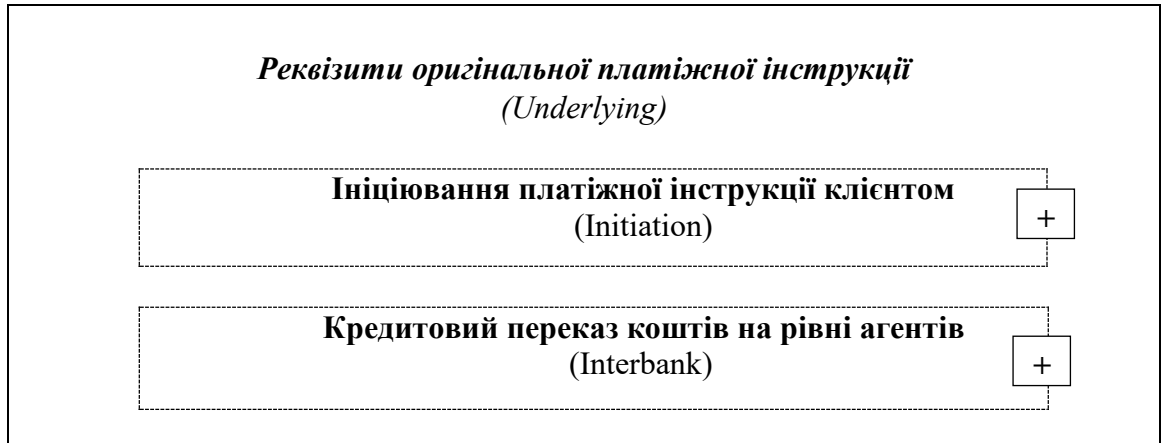 Реквізити оригінальної платіжної інструкції
(Underlying)
Ініціювання платіжної інструкції клієнтом
(Initiation)
+
Кредитовий переказ коштів на рівні агентів
(Interbank)
+